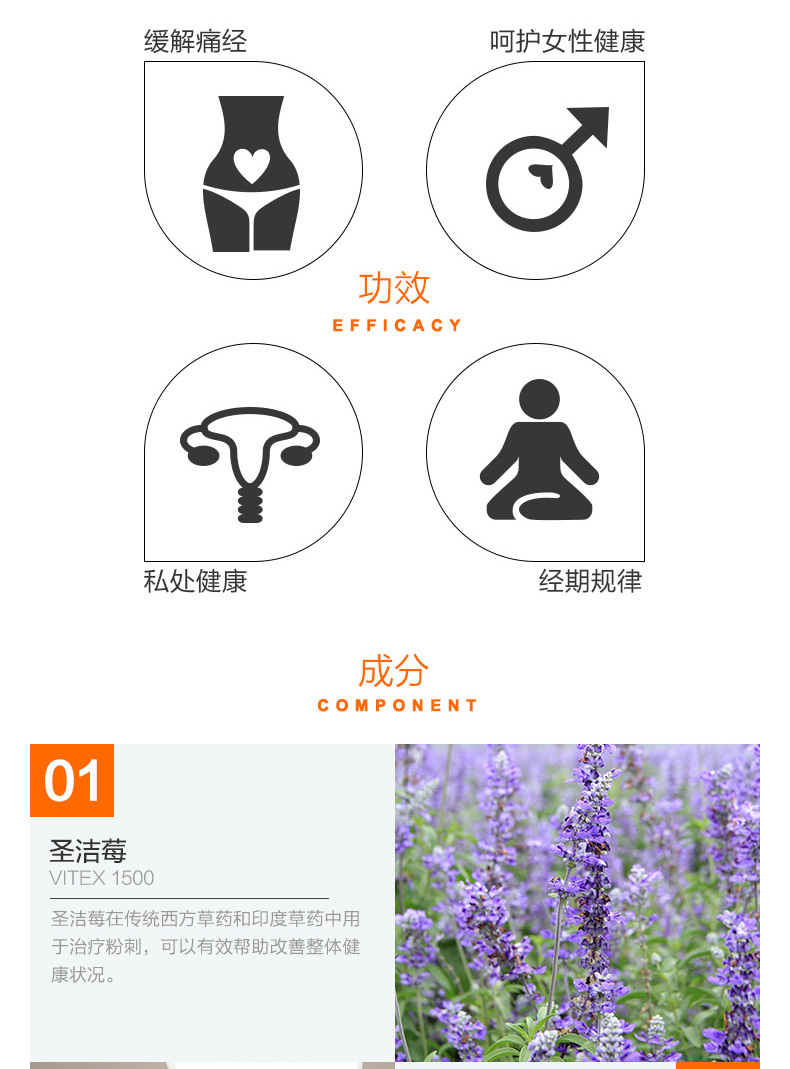 缓解痛经
呵护女性健康
功效
EFFICACY
私处健康
经期规律
成分
COMPONENT
01
圣洁莓
VITEX 1500
圣洁莓在传统西方草药和印度草药中用
于治疗粉刺，可以有效帮助改善整体健
康状况。